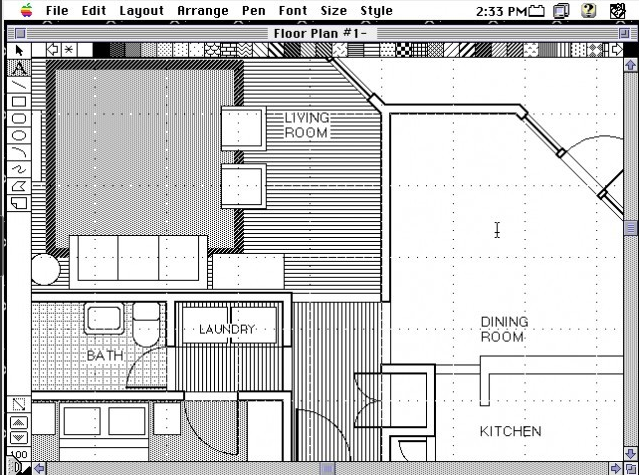 File Edit Layout Arrange Pen Font Size Style 2:33 PM
Floor Plan #1-
A
LIVING
ROOM
LAUNDRY
BATH
DINING
ROOM
KITCHEN
100